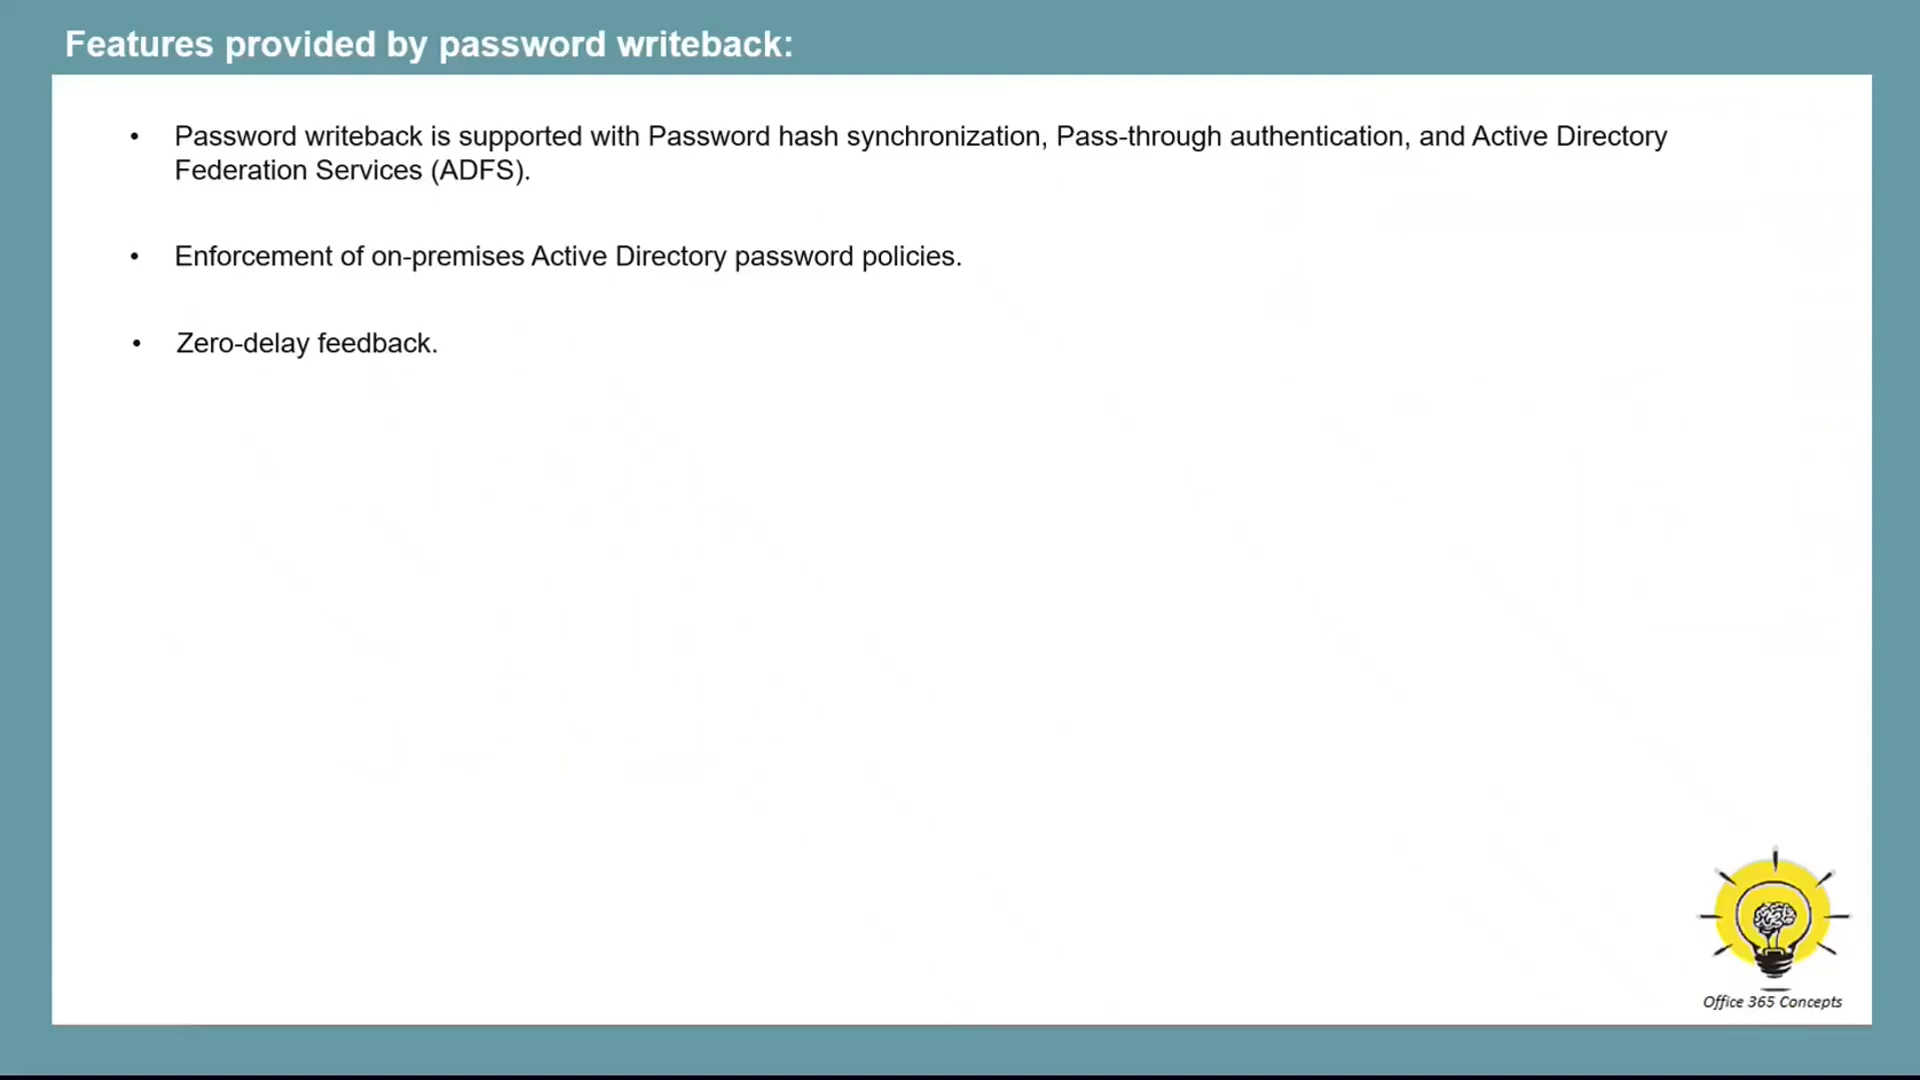 Features provided by password writeback:
• Password writeback is supported with Password hash synchronization, Pass-through authentication, and Active Directory
Federation Services (ADFS).
• Enforcement of on-premises Active Directory password policies.
• Zero-delay feedback.
Office 365 Concepts